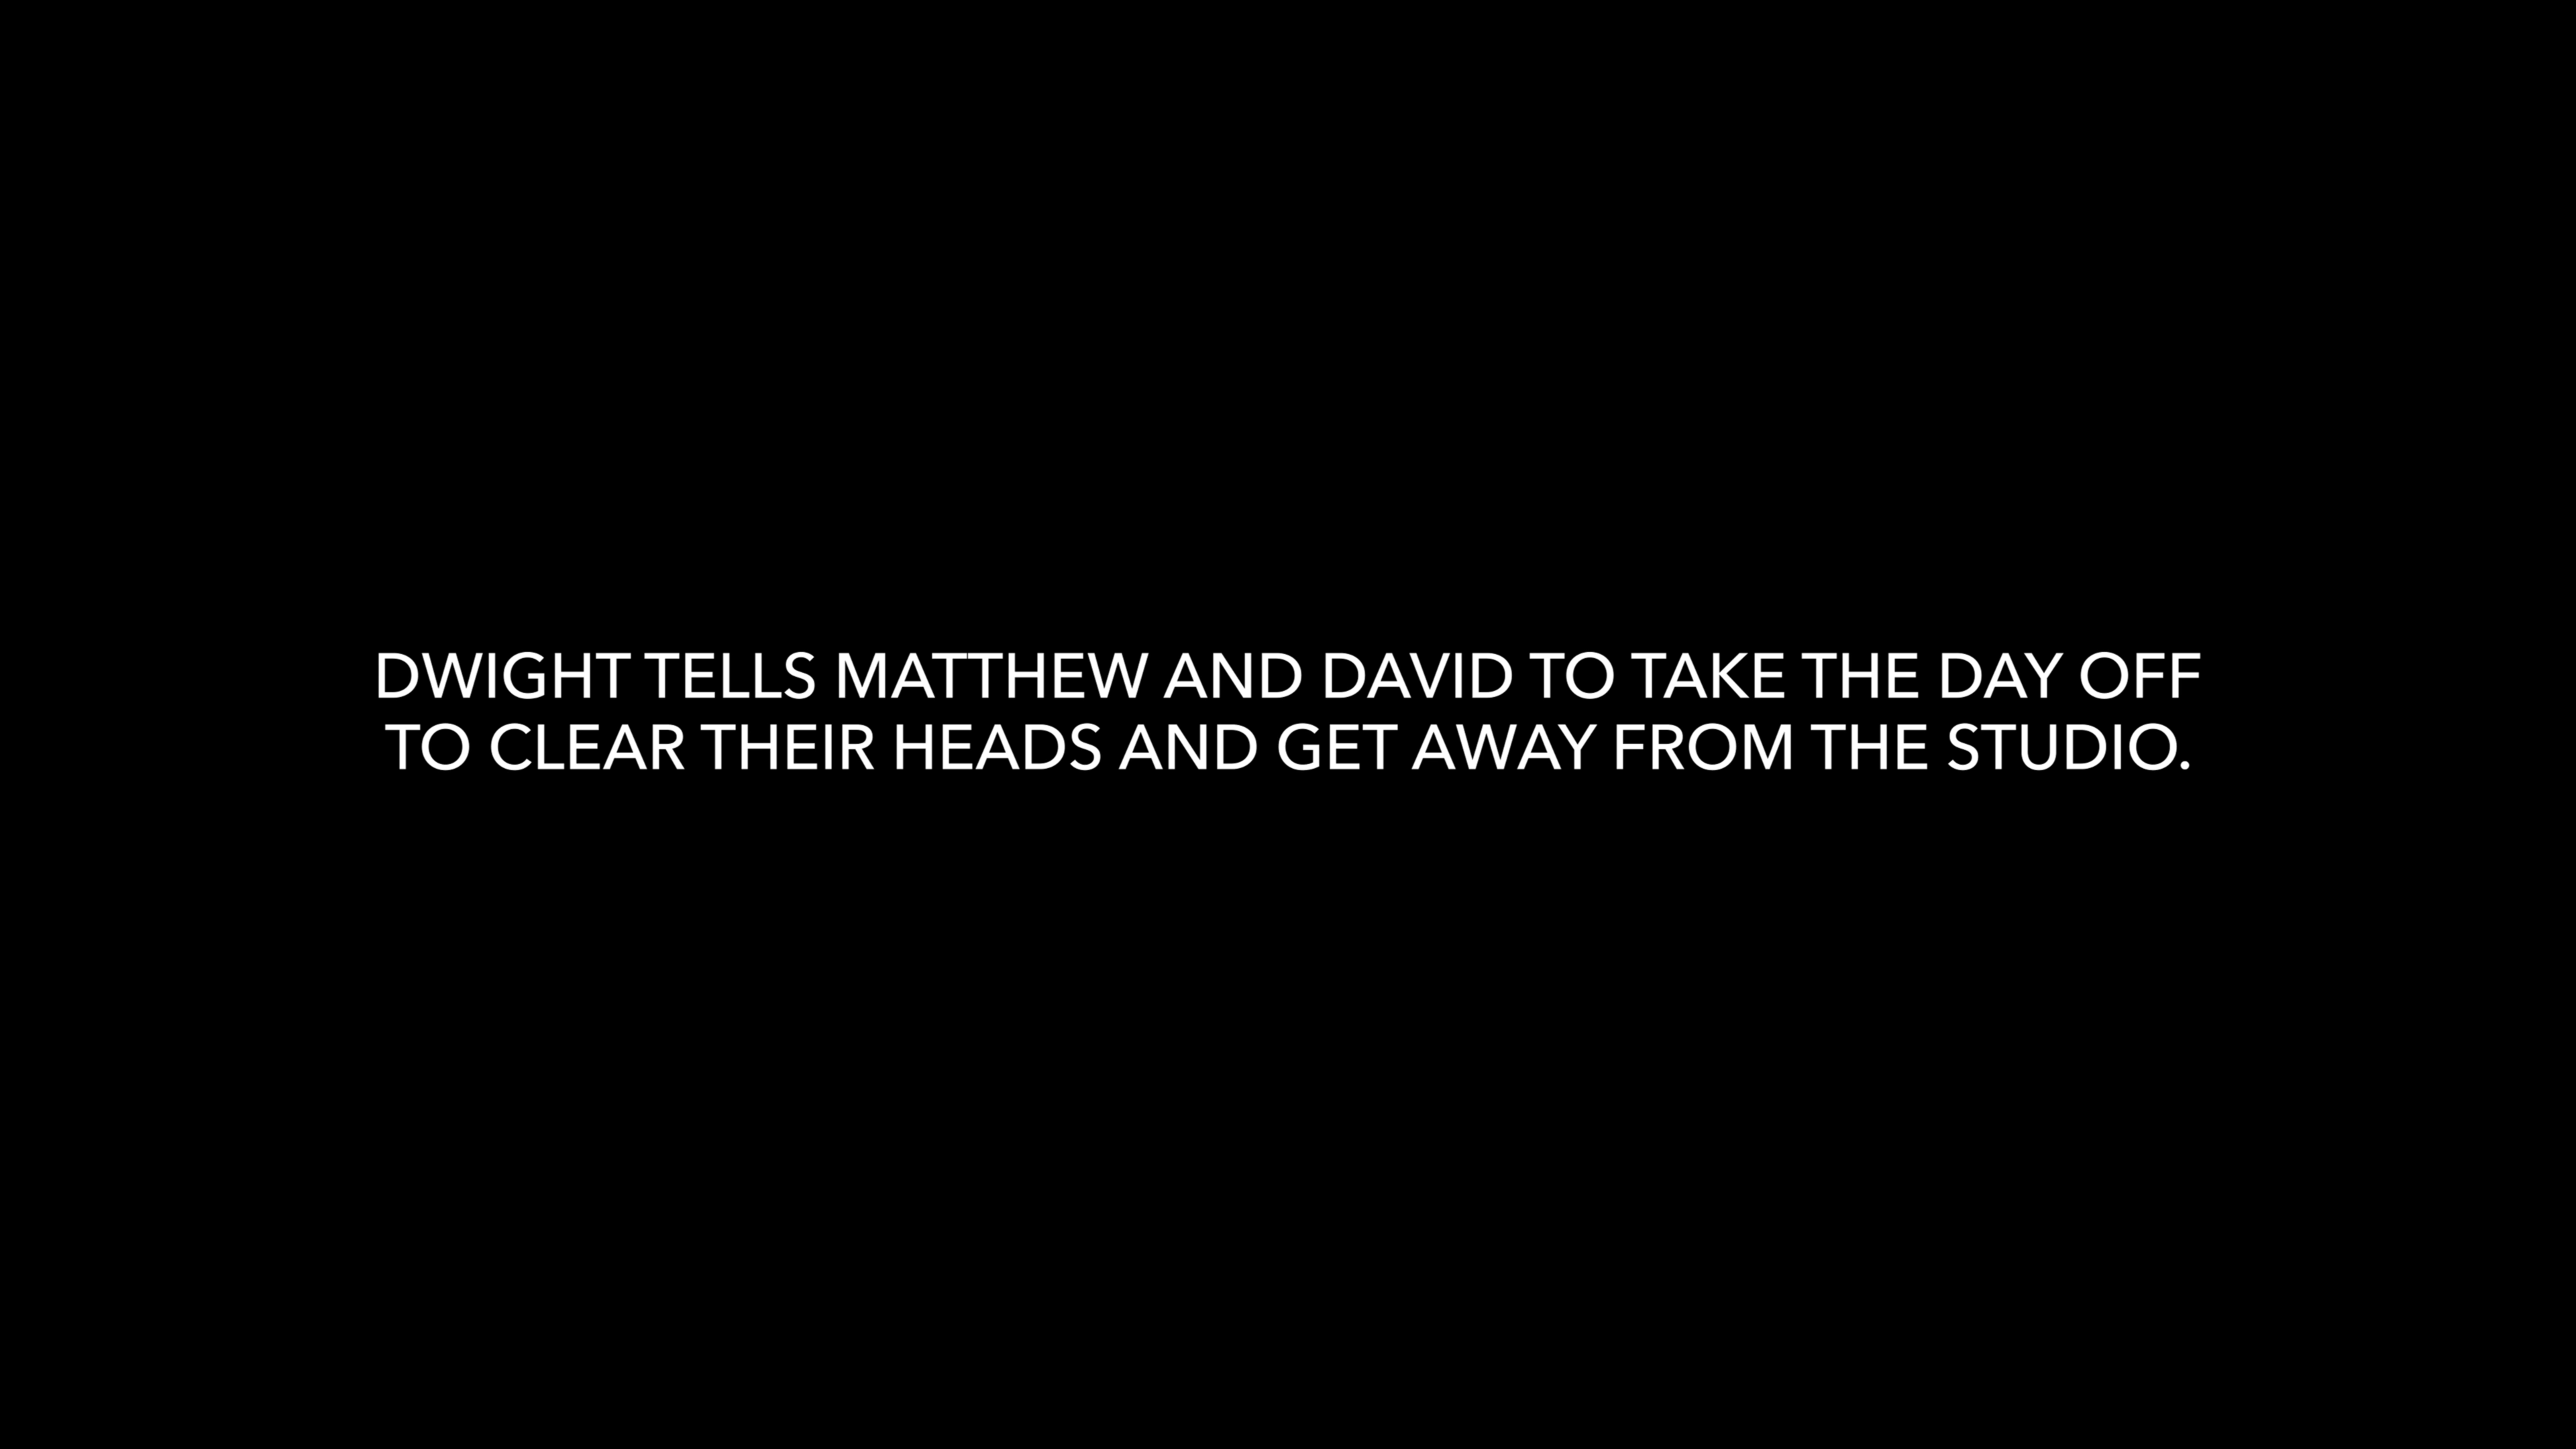 DWIGHT TELLS MATTHEW AND DAVID TO TAKE THE DAY OFF
TO CLEAR THEIR HEADS AND GET AWAY FROM THE STUDIO.